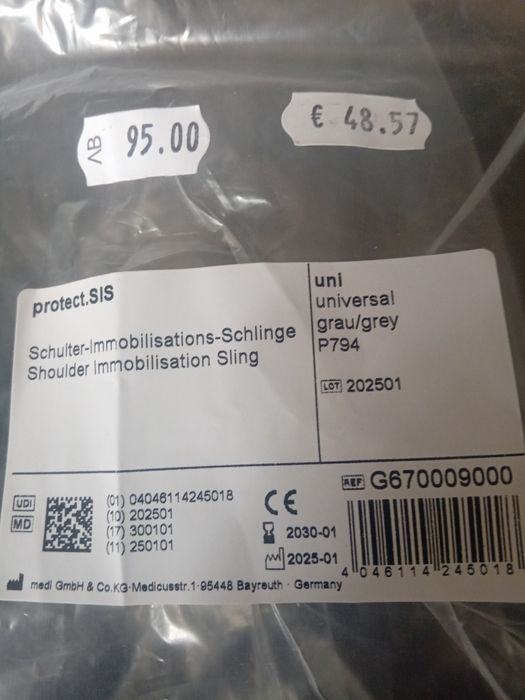 AB 95.00
€ 48.57
protect.SIS
Schulter-Immobilisations-Schlinge
Shoulder Immobilisation Sling
uni
universal
grau/grey
P794
LOT 202501
REF G670009000
UDI
MD
(01) 04046114245018
(10) 202501
(17) 300101
(11) 250101
CE
2030-01
2025-01
4 046114 245018
medi GmbH & Co.KG·Medicusstr.1·95448 Bayreuth · Germany